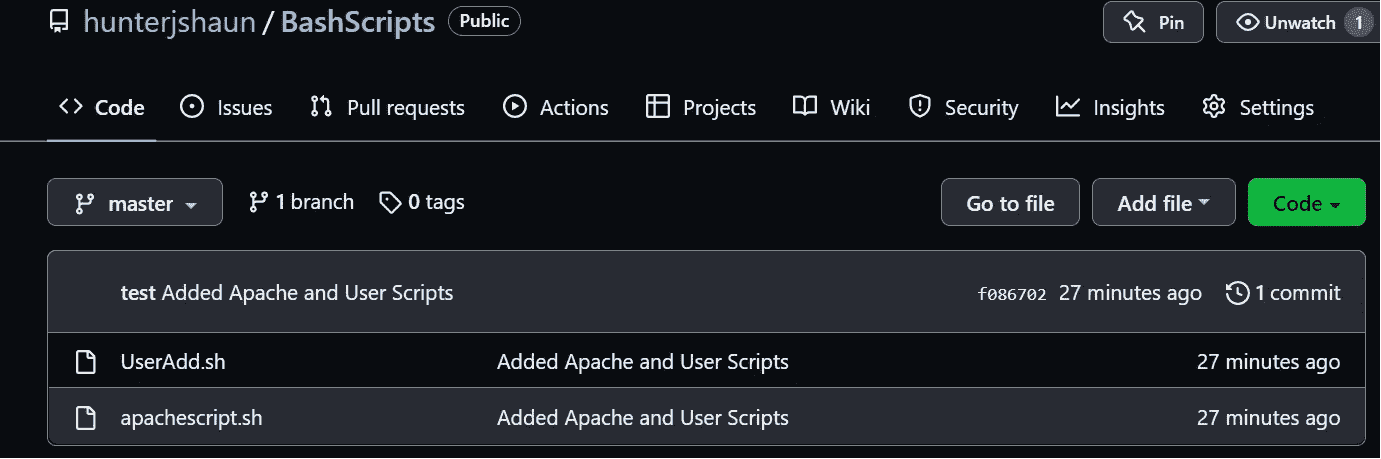 hunterjshaun / BashScripts Public Pin Unwatch 1
Code Issues Pull requests Actions Projects Wiki Security Insights Settings
master 1 branch 0 tags Go to file Add file Code
test Added Apache and User Scripts f086702 27 minutes ago 1 commit
UserAdd.sh Added Apache and User Scripts 27 minutes ago
apachescript.sh Added Apache and User Scripts 27 minutes ago